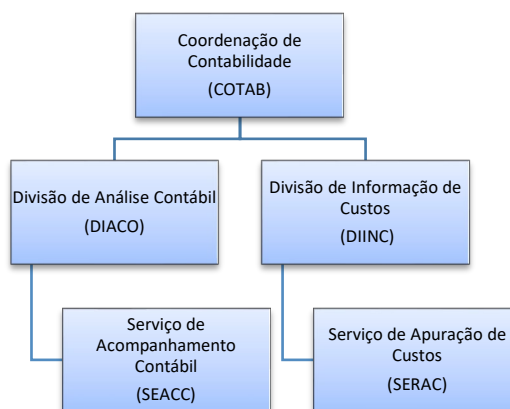 Coordenação de
Contabilidade
(COTAB)
Divisão de Análise Contábil
(DIACO)
Divisão de Informação de
Custos
(DIINC)
Serviço de
Acompanhamento
Contábil
(SEACC)
Serviço de Apuração de
Custos
(SERAC)